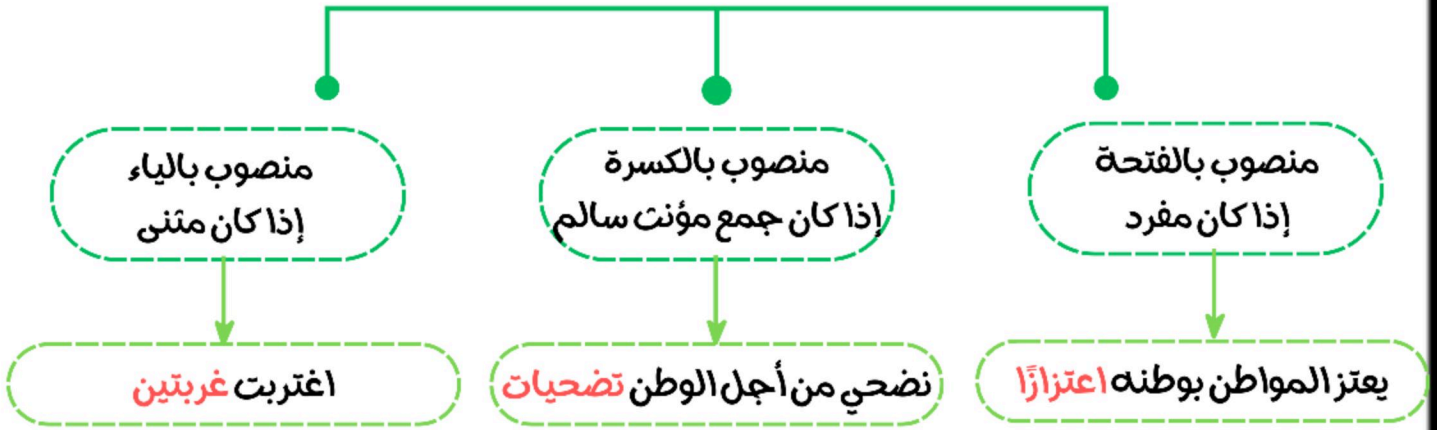 منصوب بالفتحة
إذا كان مفرد
منصوب بالكسرة
إذا كان جمع مؤنث سالم
منصوب بالياء
إذا كان مثنى
يعتز المواطن بوطنه اعتزازًا
نضحي من أجل الوطن تضحيات
اغتربت غربتين